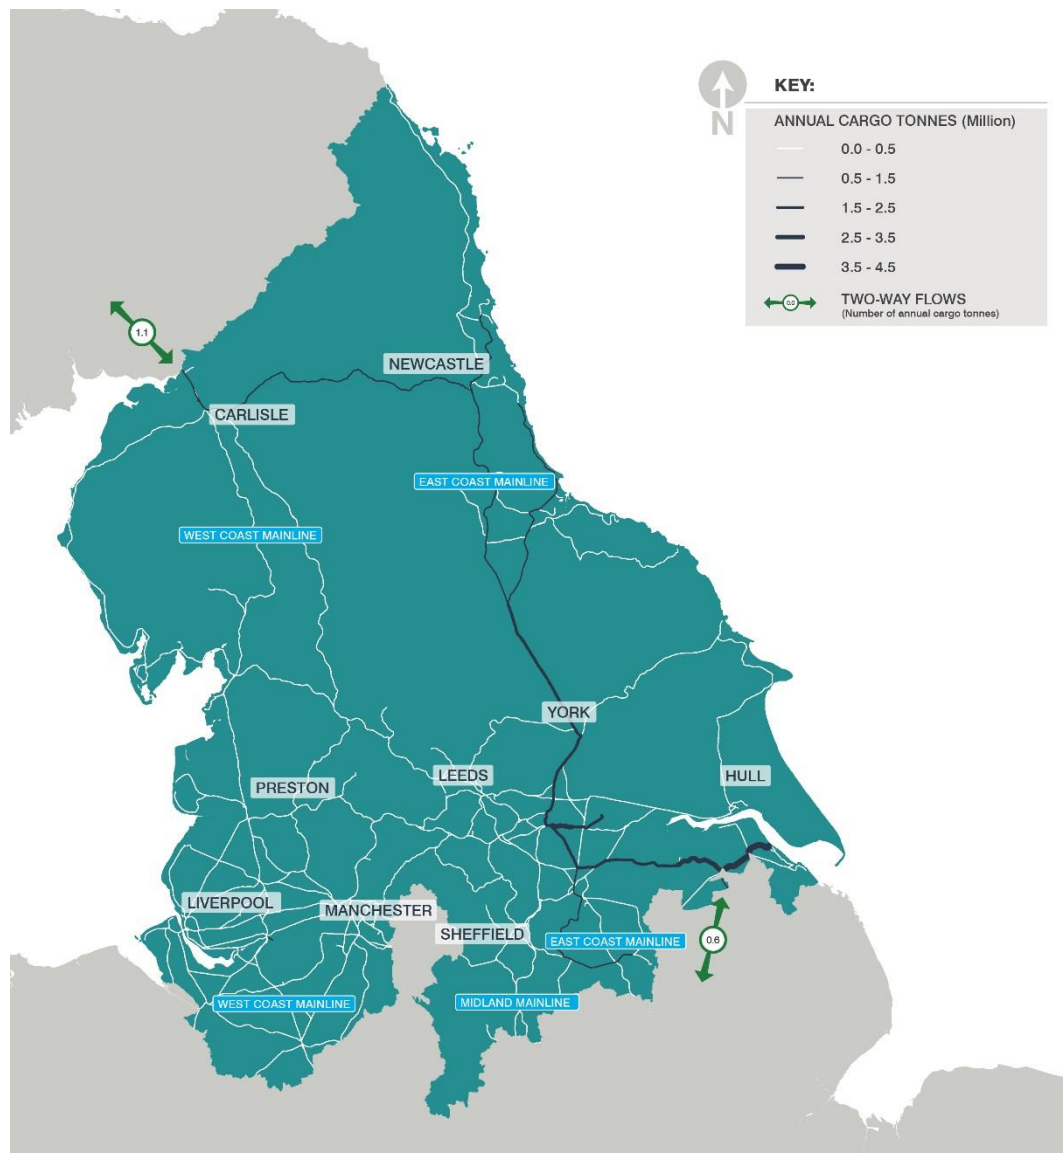 KEY:
N
ANNUAL CARGO TONNES (Million)
0.0 - 0.5
0.5 - 1.5
1.5 - 2.5
2.5 - 3.5
3.5 - 4.5
0.0
TWO-WAY FLOWS
(Number of annual cargo tonnes)
1.1
NEWCASTLE
CARLISLE
EAST COAST MAINLINE
WEST COAST MAINLINE
YORK
LEEDS
HULL
PRESTON
LIVERPOOL
MANCHESTER
SHEFFIELD
EAST COAST MAINLINE
0.6
WEST COAST MAINLINE
MIDLAND MAINLINE